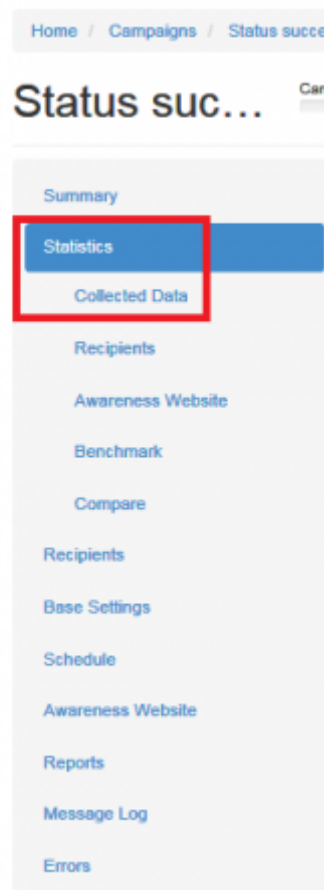 Home / Campaigns / Status succe
Status suc... Car
Summary
Statistics
Collected Data
Recipients
Awareness Website
Benchmark
Compare
Recipients
Base Settings
Schedule
Awareness Website
Reports
Message Log
Errors